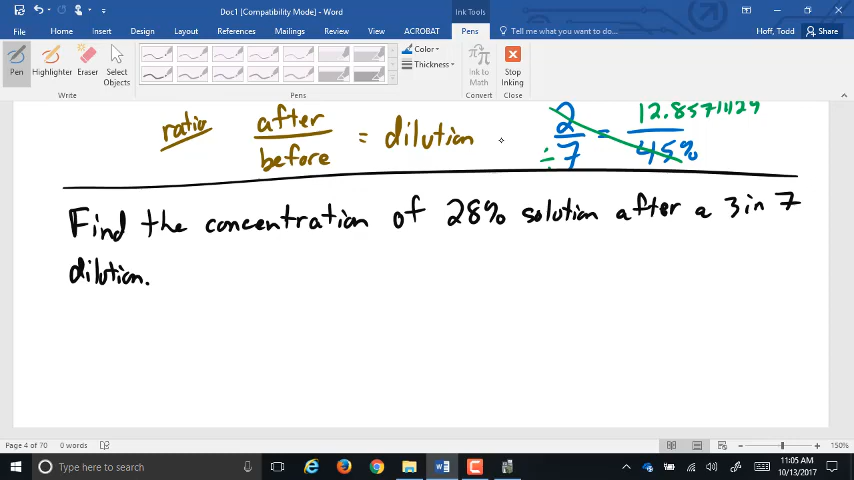 Doc1 [Compatibility Mode] - Word
Ink Tools
Hoff, Todd
File Home Insert Design Layout References Mailings Review View ACROBAT Pens Tell me what you want to do... Share
Pen Highlighter Eraser Select Objects
Color
Thickness
Ink to Math
Stop Inking
Write Pens Convert Close
ratio after = dilution 2 = 12.8571429
before ÷ 7 45%
Find the concentration of 28% solution after a 3 in 7
dilution.
Page 4 of 70 0 words 150%
Type here to search
11:05 AM
10/13/2017